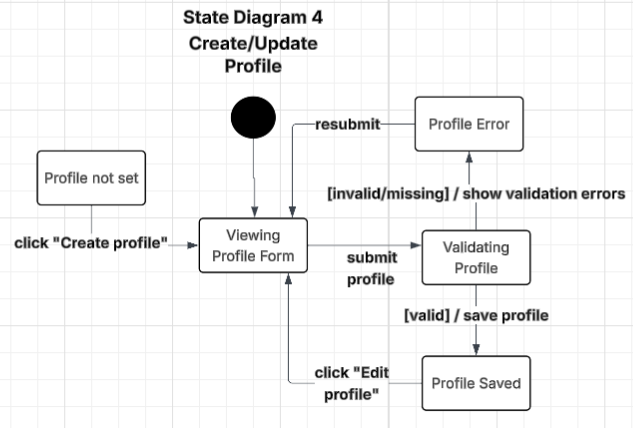 State Diagram 4
Create/Update
Profile
resubmit
Profile Error
Profile not set
[invalid/missing] / show validation errors
click "Create profile"
Viewing
Profile Form
submit
profile
Validating
Profile
[valid] / save profile
click "Edit
profile"
Profile Saved